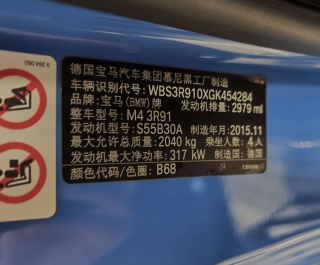 德国宝马汽车集团慕尼黑工厂制造
车辆识别代号: WBS3R910XGK454284
品牌: 宝马(BMW)牌 发动机排量: 2979 ml
整车型号: M4 3R91
发动机型号: S55B30A 制造年月: 2015.11
最大允许总质量: 2040 kg 乘坐人数: 4人
发动机最大净功率: 317 kW 制造国: 德国
颜色代码/色圈: B68